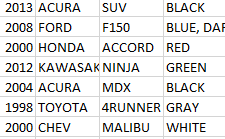 2013 ACURA SUV BLACK
2008 FORD F150 BLUE, DAR
2000 HONDA ACCORD RED
2012 KAWASAK NINJA GREEN
2004 ACURA MDX BLACK
1998 TOYOTA 4RUNNER GRAY
2000 CHEV MALIBU WHITE